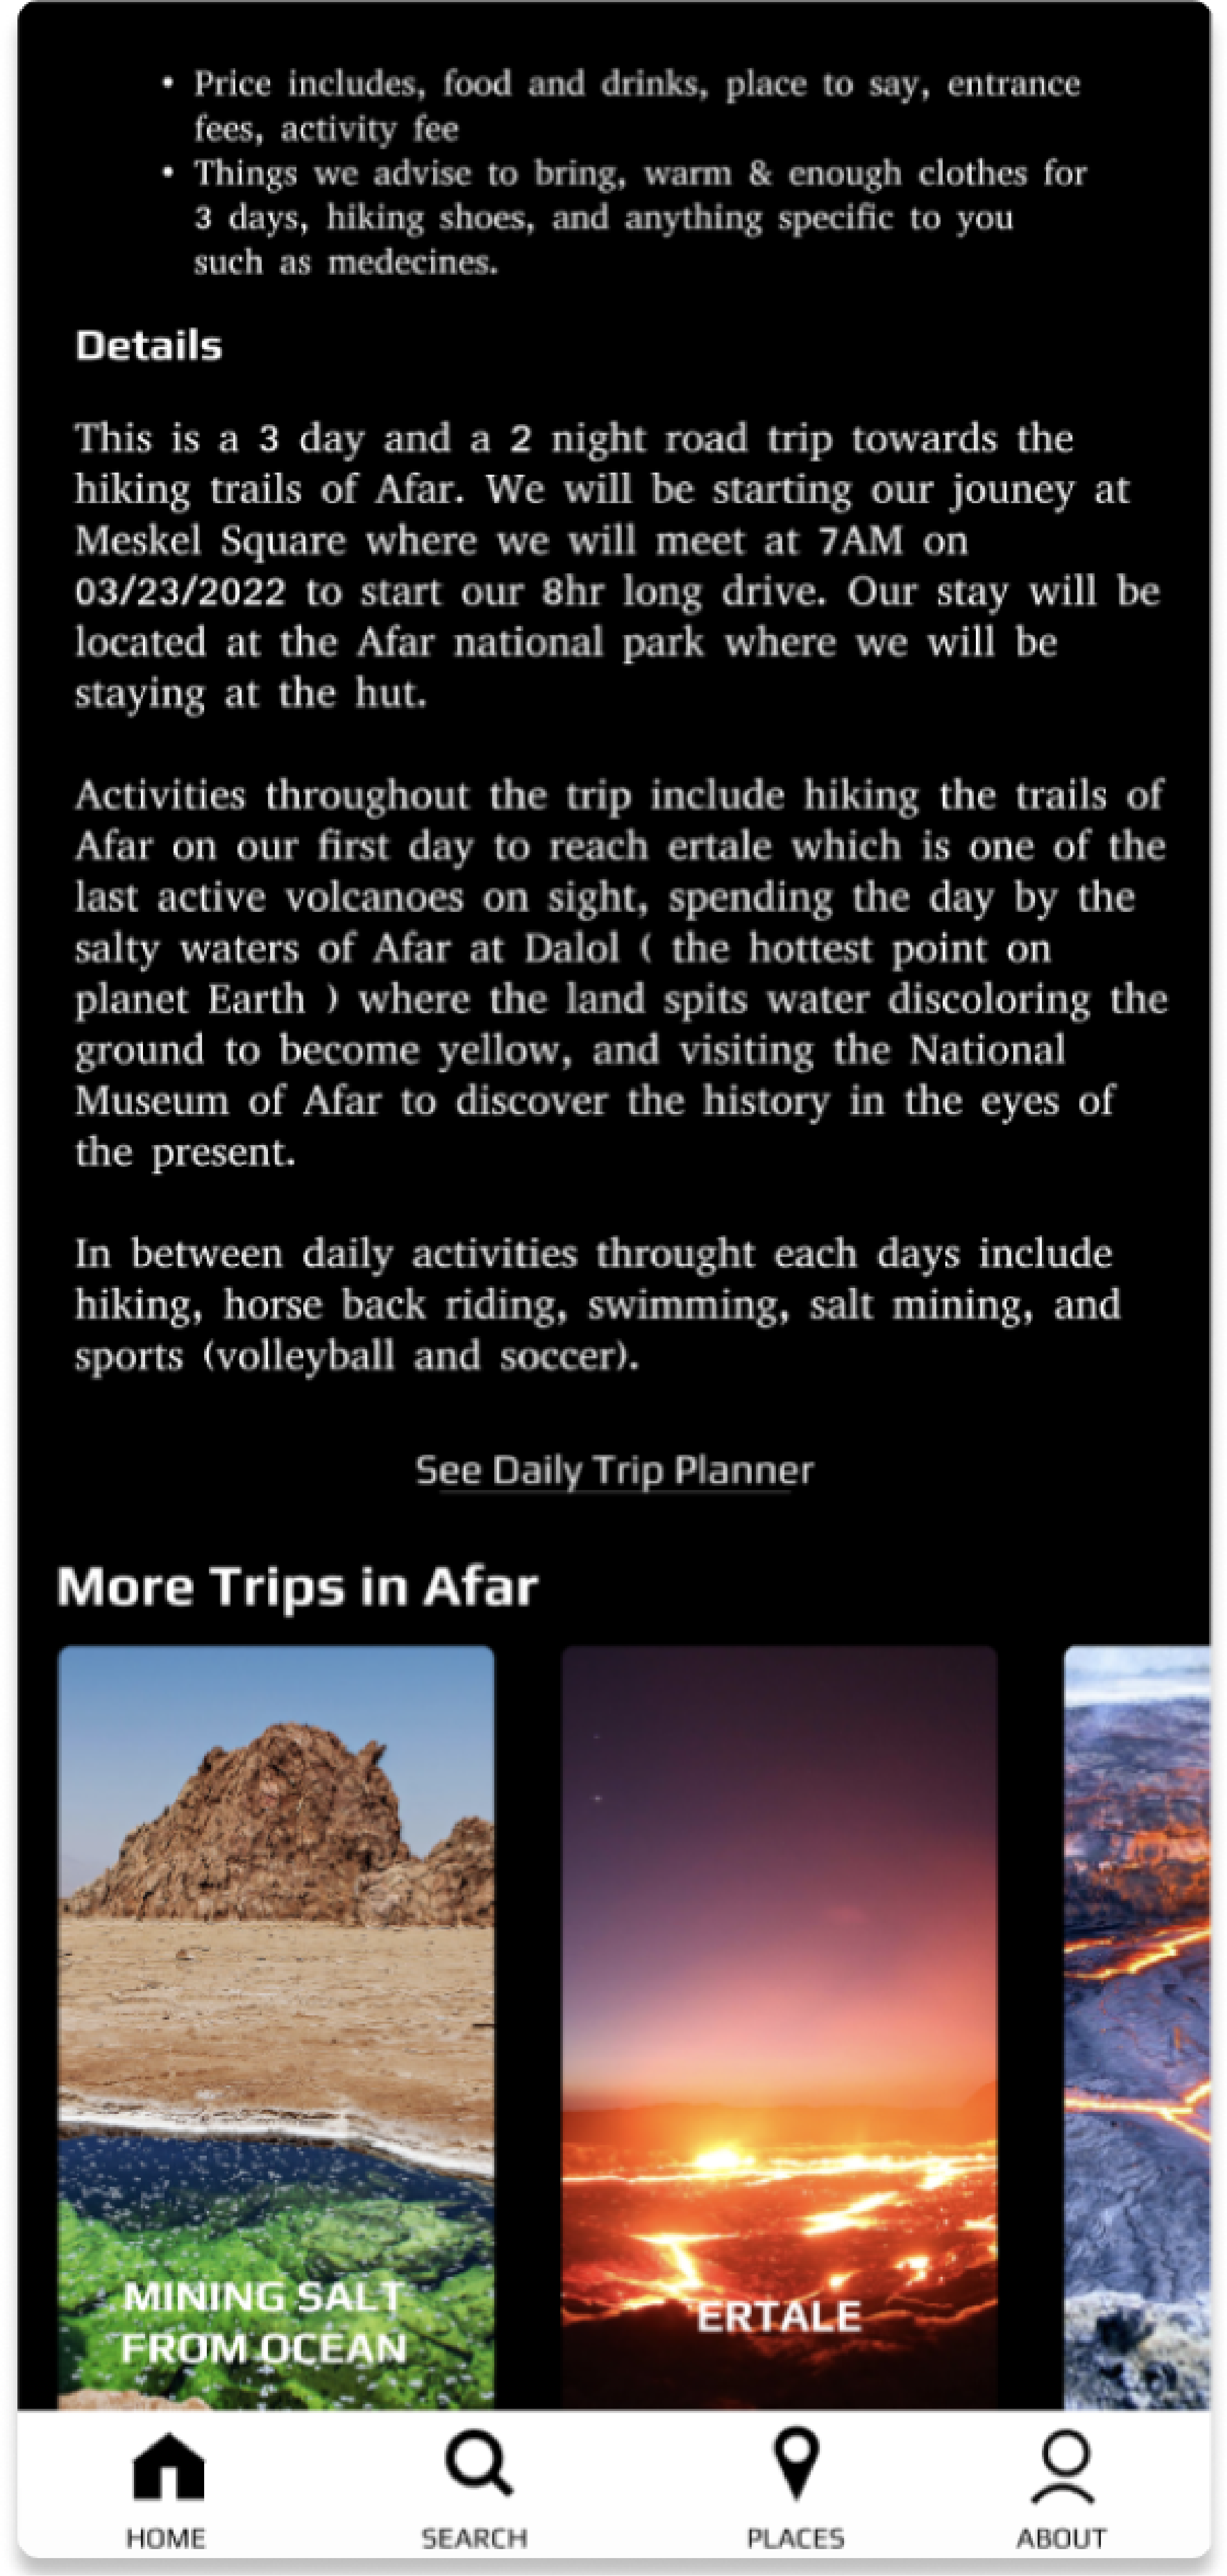 • Price includes, food and drinks, place to say, entrance
fees, activity fee
• Things we advise to bring, warm & enough clothes for
3 days, hiking shoes, and anything specific to you
such as medecines.
Details
This is a 3 day and a 2 night road trip towards the
hiking trails of Afar. We will be starting our jouney at
Meskel Square where we will meet at 7AM on
03/23/2022 to start our 8hr long drive. Our stay will be
located at the Afar national park where we will be
staying at the hut.
Activities throughout the trip include hiking the trails of
Afar on our first day to reach ertale which is one of the
last active volcanoes on sight, spending the day by the
salty waters of Afar at Dalol ( the hottest point on
planet Earth ) where the land spits water discoloring the
ground to become yellow, and visiting the National
Museum of Afar to discover the history in the eyes of
the present.
In between daily activities throught each days include
hiking, horse back riding, swimming, salt mining, and
sports (volleyball and soccer).
See Daily Trip Planner
More Trips in Afar
MINING SALT
FROM OCEAN
ERTALE
HOME
SEARCH
PLACES
ABOUT